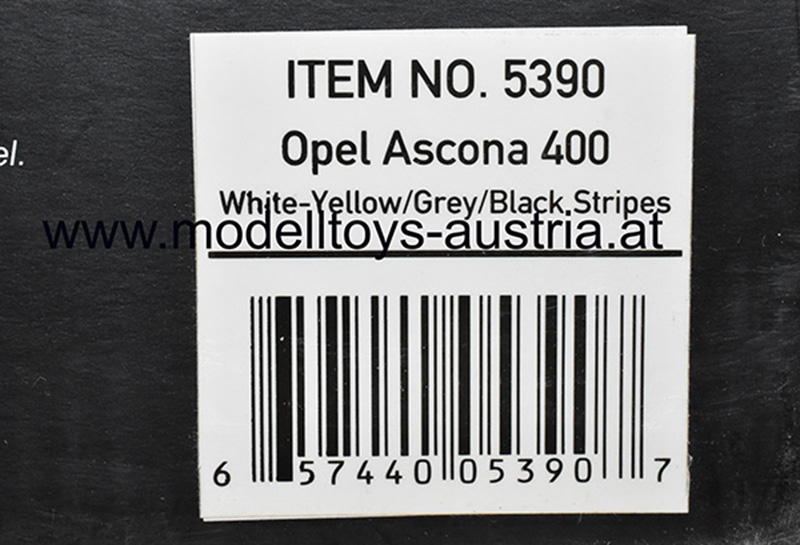 ITEM NO. 5390
el.
Opel Ascona 400
White-Yellow/Grey/Black Stripes
www.modelltoys-austria.at
6 57440 05390 7